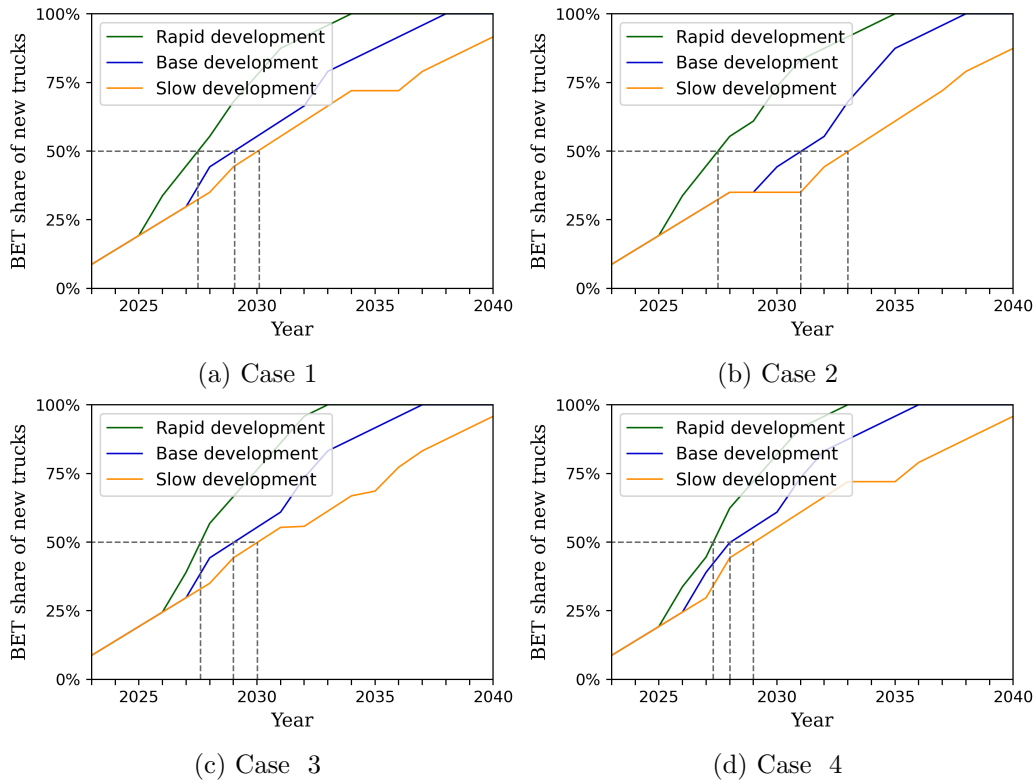 BET share of new trucks
100%
75%
50%
25%
0%
Rapid development
Base development
Slow development
2025
2030
2035
2040
Year
(a) Case 1
BET share of new trucks
100%
75%
50%
25%
0%
Rapid development
Base development
Slow development
2025
2030
2035
2040
Year
(b) Case 2
BET share of new trucks
100%
75%
50%
25%
0%
Rapid development
Base development
Slow development
2025
2030
2035
2040
Year
(c) Case 3
BET share of new trucks
100%
75%
50%
25%
0%
Rapid development
Base development
Slow development
2025
2030
2035
2040
Year
(d) Case 4